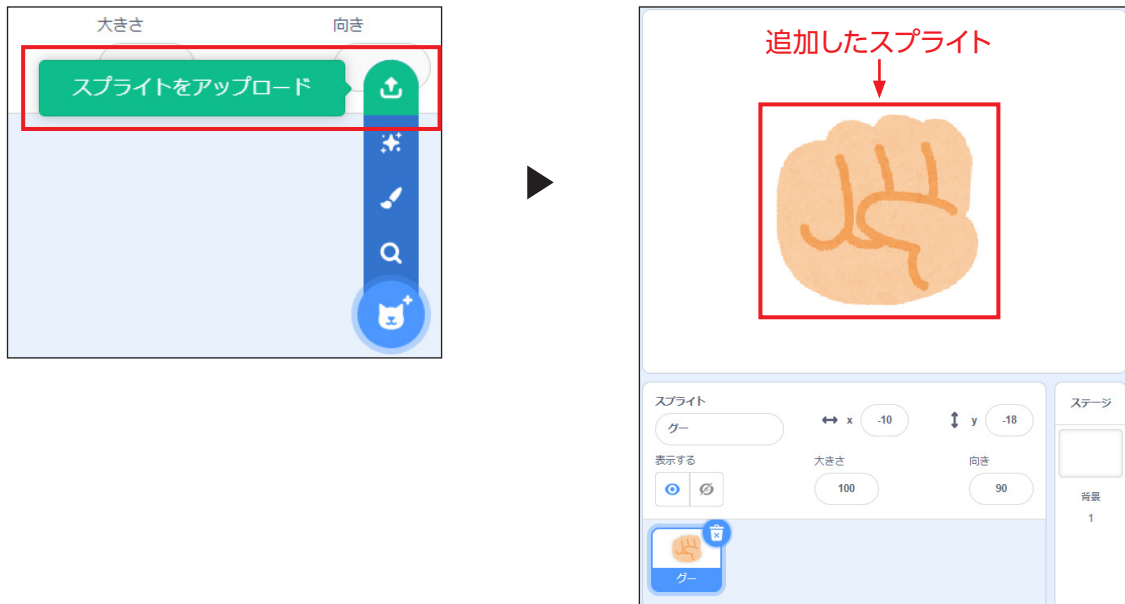 大きさ
向き
スプライトをアップロード
追加したスプライト
スプライト
グー
x
-10
y
-18
表示する
大きさ
100
向き
90
ステージ
背景
1
グー